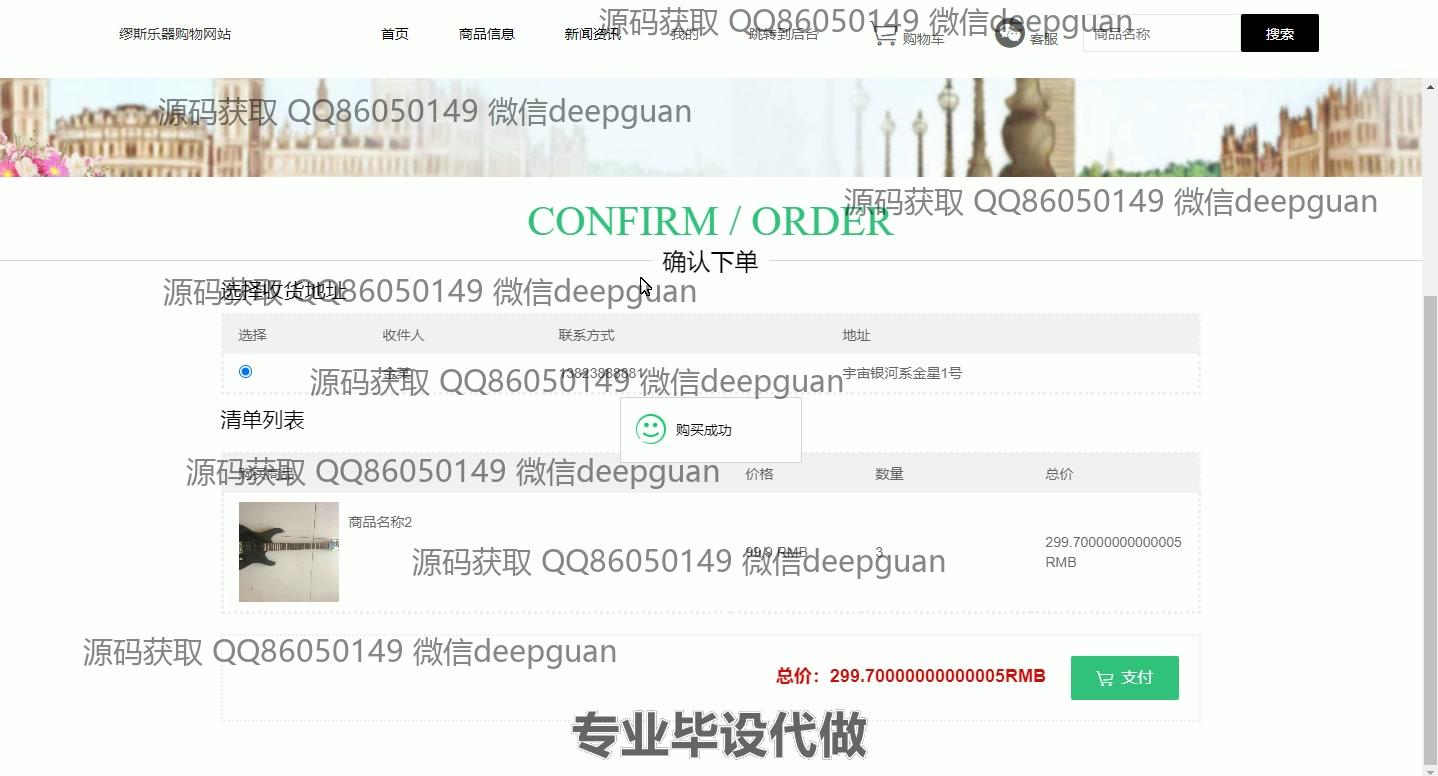 缪斯乐器购物网站 首页 商品信息 新闻资讯 我的 跳转到后台 购物车 客服 商品名称 搜索
源码获取 QQ86050149 微信deepguan
源码获取 QQ86050149 微信deepguan
源码获取 QQ86050149 微信deepguan
CONFIRM / ORDER
确认下单
选择收货地址
源码获取 QQ86050149 微信deepguan
选择 收件人 联系方式 地址
金某 13823888881 宇宙银河系金星1号
源码获取 QQ86050149 微信deepguan
清单列表
购买成功
购买商品 价格 数量 总价
源码获取 QQ86050149 微信deepguan
商品名称2
99.9 RMB 3 299.70000000000005 RMB
源码获取 QQ86050149 微信deepguan
源码获取 QQ86050149 微信deepguan
总价：299.70000000000005RMB 支付
专业毕设代做